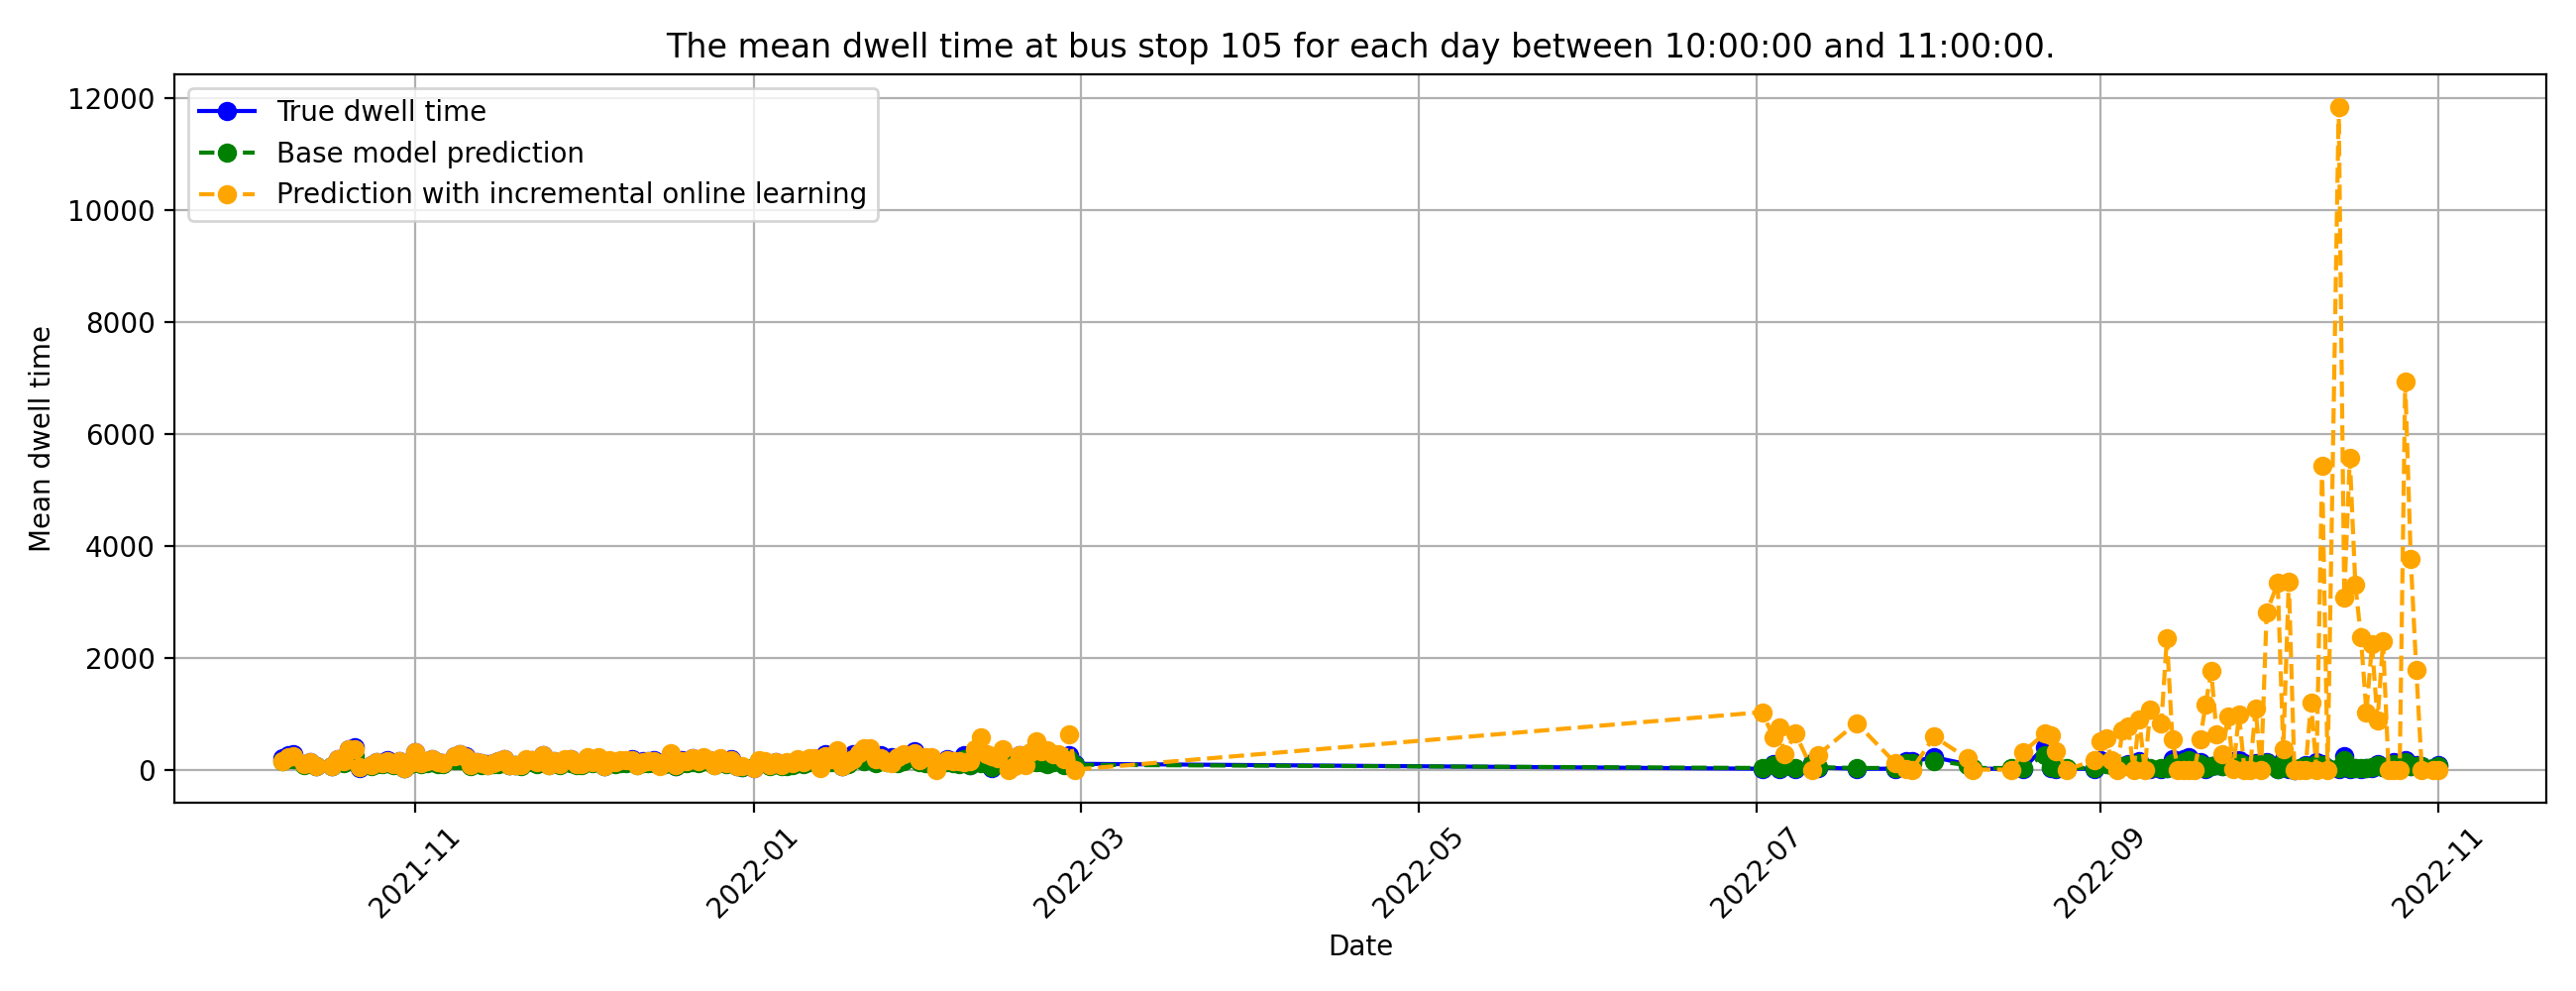 The mean dwell time at bus stop 105 for each day between 10:00:00 and 11:00:00.
True dwell time
Base model prediction
Prediction with incremental online learning
Mean dwell time
12000
10000
8000
6000
4000
2000
0
2021-11
2022-01
2022-03
2022-05
2022-07
2022-09
2022-11
Date